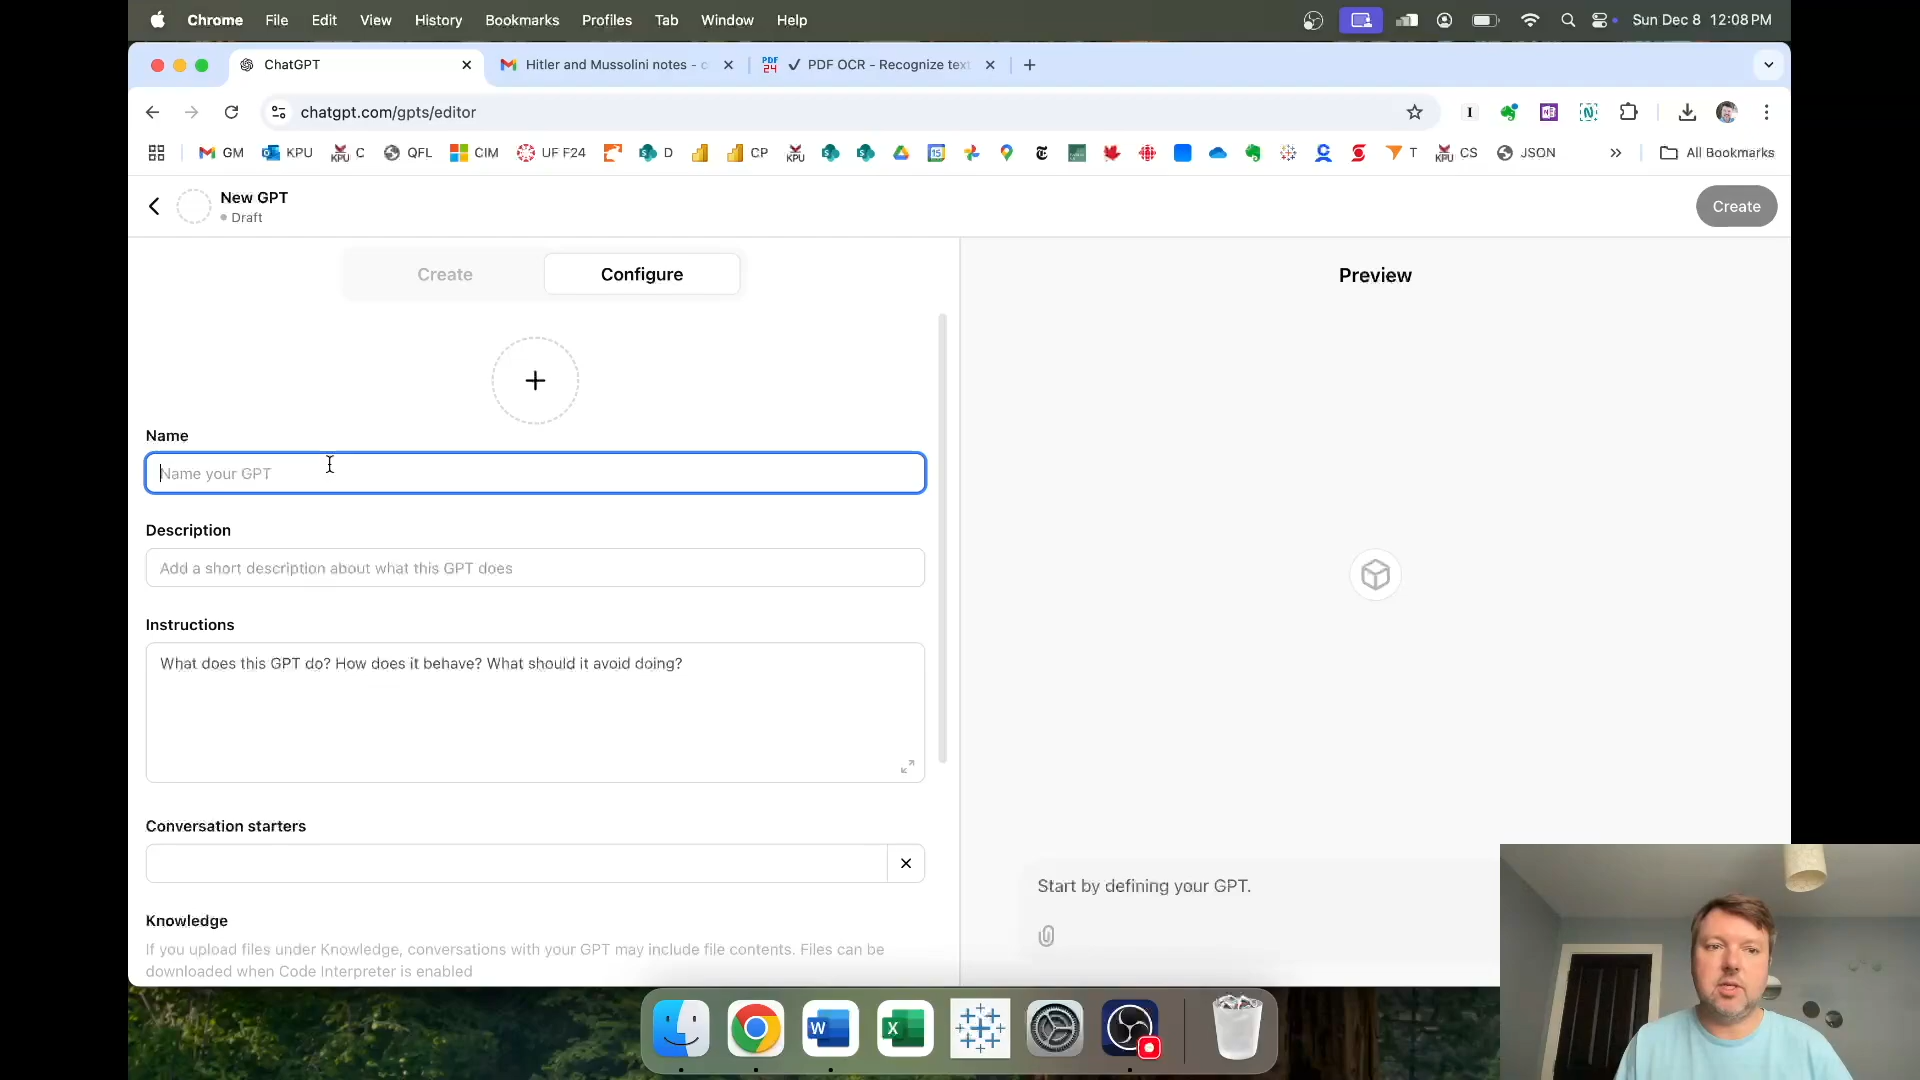 Chrome File Edit View History Bookmarks Profiles Tab Window Help Sun Dec 8 12:08 PM
ChatGPT Hitler and Mussolini notes - PDF 24 ✓ PDF OCR - Recognize text
chatgpt.com/gpts/editor
GM KPU KPU C QFL CIM UF F24 D CP KPU T KPU CS JSON » All Bookmarks
New GPT
Draft
Create
Create Configure
Preview
Name
Name your GPT
Description
Add a short description about what this GPT does
Instructions
What does this GPT do? How does it behave? What should it avoid doing?
Conversation starters
Knowledge
If you upload files under Knowledge, conversations with your GPT may include file contents. Files can be
downloaded when Code Interpreter is enabled
Start by defining your GPT.